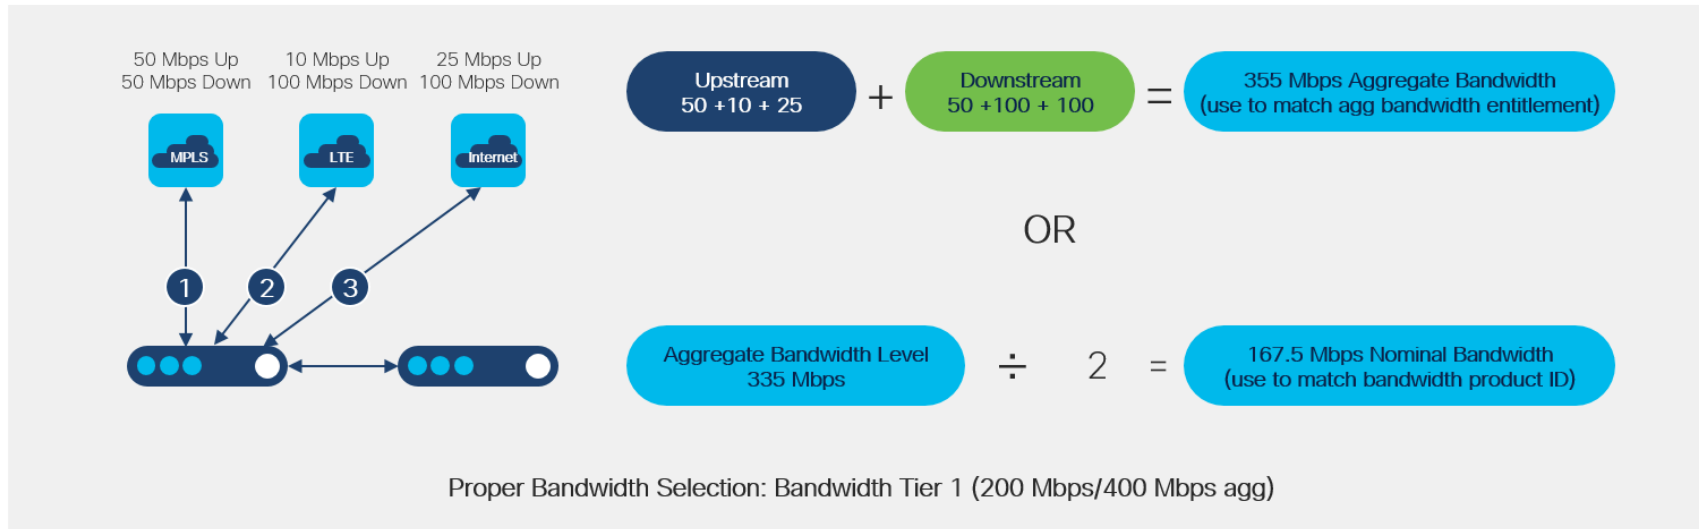 50 Mbps Up
50 Mbps Down
10 Mbps Up
100 Mbps Down
25 Mbps Up
100 Mbps Down
MPLS
LTE
Internet
1
2
3
Upstream
50 +10 + 25
+
Downstream
50 +100 + 100
=
355 Mbps Aggregate Bandwidth
(use to match agg bandwidth entitlement)
OR
Aggregate Bandwidth Level
335 Mbps
÷
2
=
167.5 Mbps Nominal Bandwidth
(use to match bandwidth product ID)
Proper Bandwidth Selection: Bandwidth Tier 1 (200 Mbps/400 Mbps agg)